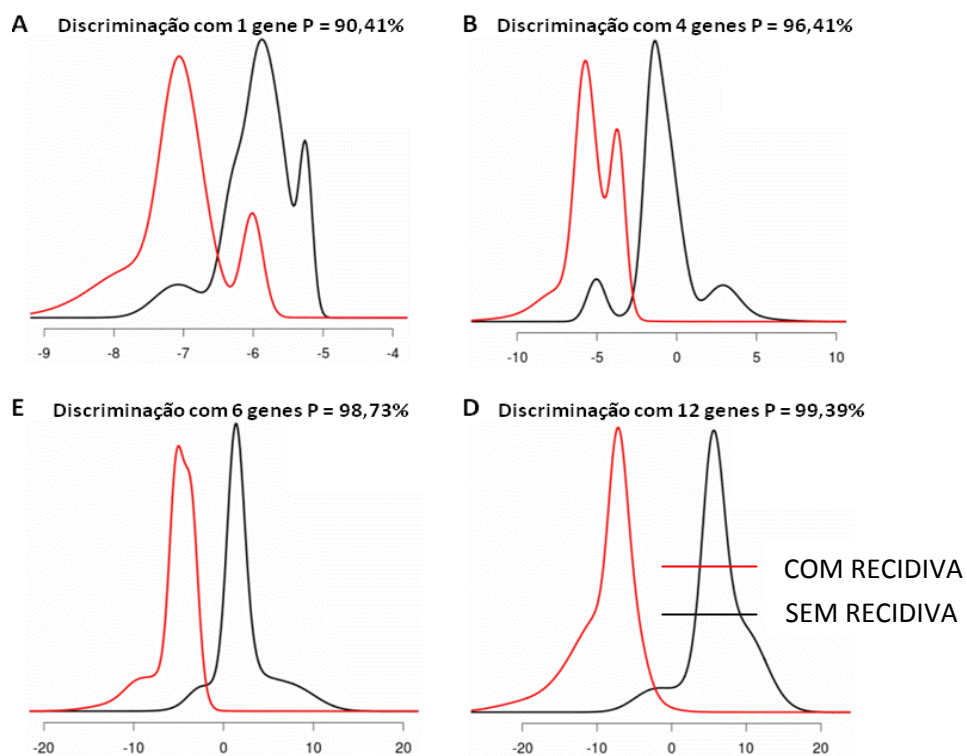 A Discriminação com 1 gene P = 90,41%
-9 -8 -7 -6 -5 -4
B Discriminação com 4 genes P = 96,41%
-10 -5 0 5 10
E Discriminação com 6 genes P = 98,73%
-20 -10 0 10 20
D Discriminação com 12 genes P = 99,39%
COM RECIDIVA
SEM RECIDIVA
-20 -10 0 10 20